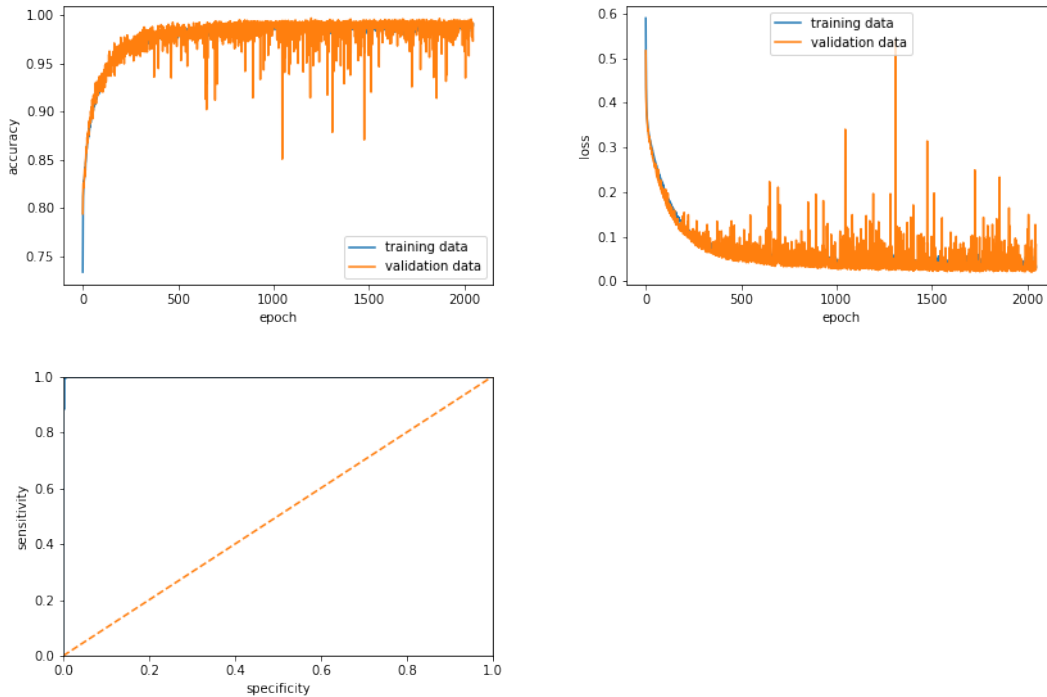 1.00
0.95
0.90
0.85
0.80
0.75
accuracy
training data
validation data
0 500 1000 1500 2000
epoch
0.6
0.5
0.4
0.3
0.2
0.1
0.0
loss
training data
validation data
0 500 1000 1500 2000
epoch
1.0
0.8
0.6
0.4
0.2
0.0
sensitivity
0.0 0.2 0.4 0.6 0.8 1.0
specificity